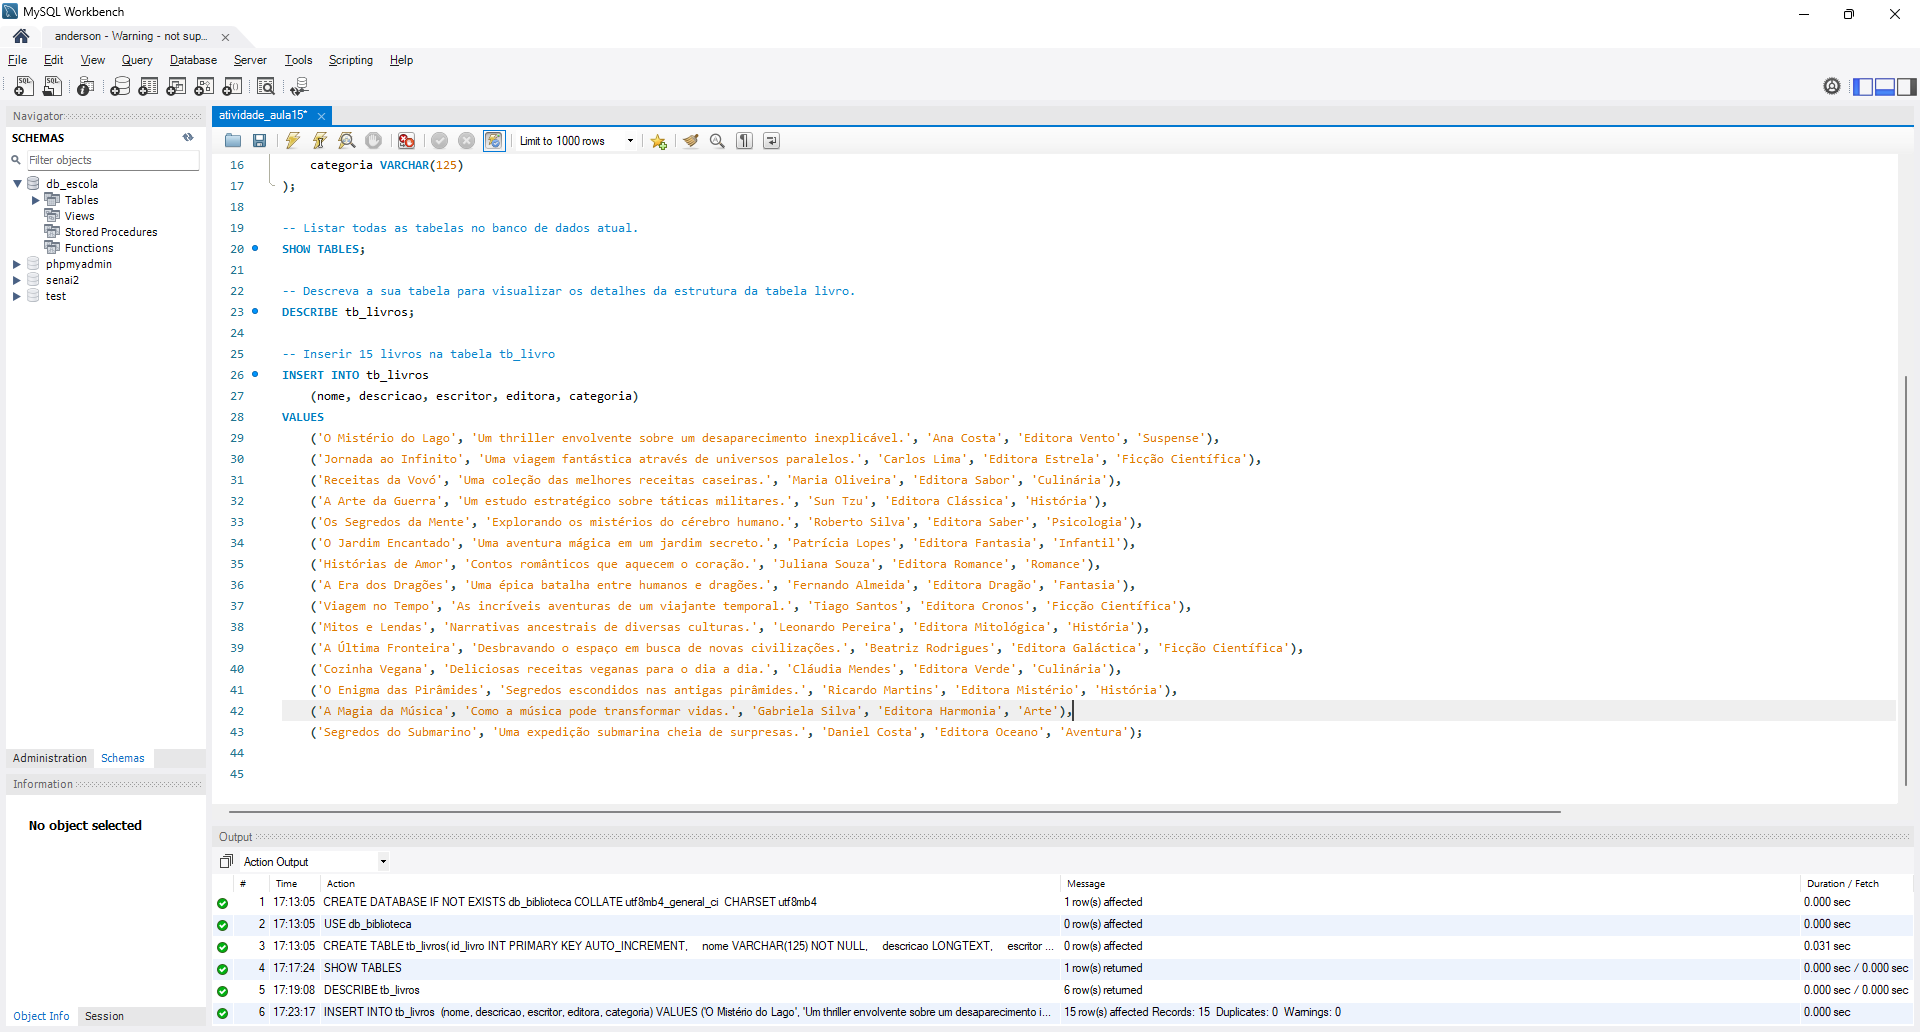 MySQL Workbench
anderson - Warning - not sup...
File Edit View Query Database Server Tools Scripting Help
Navigator
SCHEMAS
Filter objects
db_escola
Tables
Views
Stored Procedures
Functions
phpmyadmin
senai2
test
Administration Schemas
Information
No object selected
Object Info Session
atividade_aula15*
Limit to 1000 rows
16 categoria VARCHAR(125)
17 );
18
19 -- Listar todas as tabelas no banco de dados atual.
20 SHOW TABLES;
21
22 -- Descreva a sua tabela para visualizar os detalhes da estrutura da tabela livro.
23 DESCRIBE tb_livros;
24
25 -- Inserir 15 livros na tabela tb_livro
26 INSERT INTO tb_livros
27 (nome, descricao, escritor, editora, categoria)
28 VALUES
29 ('O Mistério do Lago', 'Um thriller envolvente sobre um desaparecimento inexplicável.', 'Ana Costa', 'Editora Vento', 'Suspense'),
30 ('Jornada ao Infinito', 'Uma viagem fantástica através de universos paralelos.', 'Carlos Lima', 'Editora Estrela', 'Ficção Científica'),
31 ('Receitas da Vovó', 'Uma coleção das melhores receitas caseiras.', 'Maria Oliveira', 'Editora Sabor', 'Culinária'),
32 ('A Arte da Guerra', 'Um estudo estratégico sobre táticas militares.', 'Sun Tzu', 'Editora Clássica', 'História'),
33 ('Os Segredos da Mente', 'Explorando os mistérios do cérebro humano.', 'Roberto Silva', 'Editora Saber', 'Psicologia'),
34 ('O Jardim Encantado', 'Uma aventura mágica em um jardim secreto.', 'Patrícia Lopes', 'Editora Fantasia', 'Infantil'),
35 ('Histórias de Amor', 'Contos românticos que aquecem o coração.', 'Juliana Souza', 'Editora Romance', 'Romance'),
36 ('A Era dos Dragões', 'Uma épica batalha entre humanos e dragões.', 'Fernando Almeida', 'Editora Dragão', 'Fantasia'),
37 ('Viagem no Tempo', 'As incríveis aventuras de um viajante temporal.', 'Tiago Santos', 'Editora Cronos', 'Ficção Científica'),
38 ('Mitos e Lendas', 'Narrativas ancestrais de diversas culturas.', 'Leonardo Pereira', 'Editora Mitológica', 'História'),
39 ('A Última Fronteira', 'Desbravando o espaço em busca de novas civilizações.', 'Beatriz Rodrigues', 'Editora Galáctica', 'Ficção Científica'),
40 ('Cozinha Vegana', 'Deliciosas receitas veganas para o dia a dia.', 'Cláudia Mendes', 'Editora Verde', 'Culinária'),
41 ('O Enigma das Pirâmides', 'Segredos escondidos nas antigas pirâmides.', 'Ricardo Martins', 'Editora Mistério', 'História'),
42 ('A Magia da Música', 'Como a música pode transformar vidas.', 'Gabriela Silva', 'Editora Harmonia', 'Arte'),
43 ('Segredos do Submarino', 'Uma expedição submarina cheia de surpresas.', 'Daniel Costa', 'Editora Oceano', 'Aventura');
44
45
Output
Action Output
# Time Action Message Duration / Fetch
1 17:13:05 CREATE DATABASE IF NOT EXISTS db_biblioteca COLLATE utf8mb4_general_ci CHARSET utf8mb4 1 row(s) affected 0.000 sec
2 17:13:05 USE db_biblioteca 0 row(s) affected 0.000 sec
3 17:13:05 CREATE TABLE tb_livros( id_livro INT PRIMARY KEY AUTO_INCREMENT, nome VARCHAR(125) NOT NULL, descricao LONGTEXT, escritor ... 0 row(s) affected 0.031 sec
4 17:17:24 SHOW TABLES 1 row(s) returned 0.000 sec / 0.000 sec
5 17:19:08 DESCRIBE tb_livros 6 row(s) returned 0.000 sec / 0.000 sec
6 17:23:17 INSERT INTO tb_livros (nome, descricao, escritor, editora, categoria) VALUES ('O Mistério do Lago', 'Um thriller envolvente sobre um desaparecimento i... 15 row(s) affected Records: 15 Duplicates: 0 Warnings: 0 0.000 sec